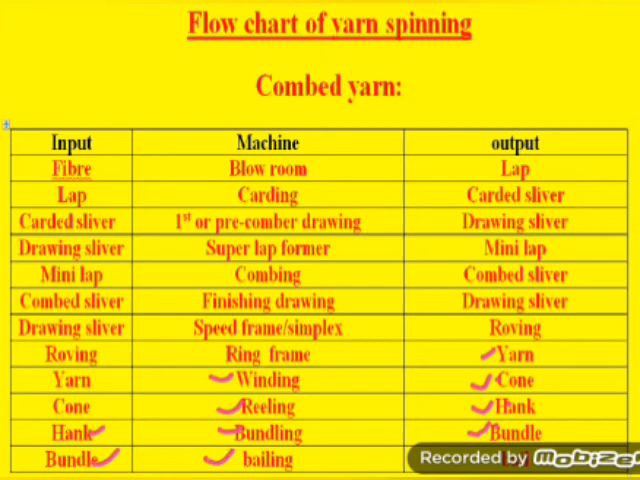 Flow chart of yarn spinning
Combed yarn:
Input Machine output
Fibre Blow room Lap
Lap Carding Carded sliver
Carded sliver 1st or pre-comber drawing Drawing sliver
Drawing sliver Super lap former Mini lap
Mini lap Combing Combed sliver
Combed sliver Finishing drawing Drawing sliver
Drawing sliver Speed frame/simplex Roving
Roving Ring frame Yarn
Yarn Winding Cone
Cone Reeling Hank
Hank Bundling Bundle
Bundle bailing
Recorded by